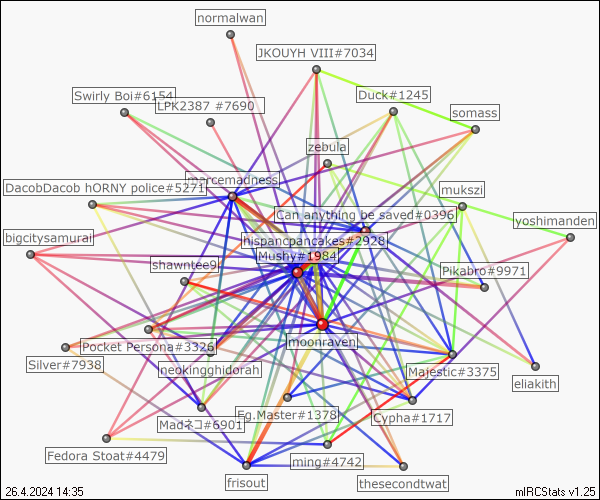 normalwan
JKOUYH VIII#7034
Swirly Boi#6154
LPK2387 #7690
Duck#1245
somass
zebula
marcemadness
DacobDacob hORNY police#5271
mukszi
Can anything be saved#0396
yoshimanden
bigcitysamurai
hispancpancakes#2928
Mushy#1984
shawntee9j
Pikabro#9971
moonraven
Pocket Persona#3326
Silver#7938
neokingghidorah
Majestic#3375
eliakith
Madネコ#6901
Fg.Master#1378
Cypha#1717
Fedora Stoat#4479
ming#4742
frisout
thesecondtwat
26.4.2024 14:35
mIRCStats v1.25